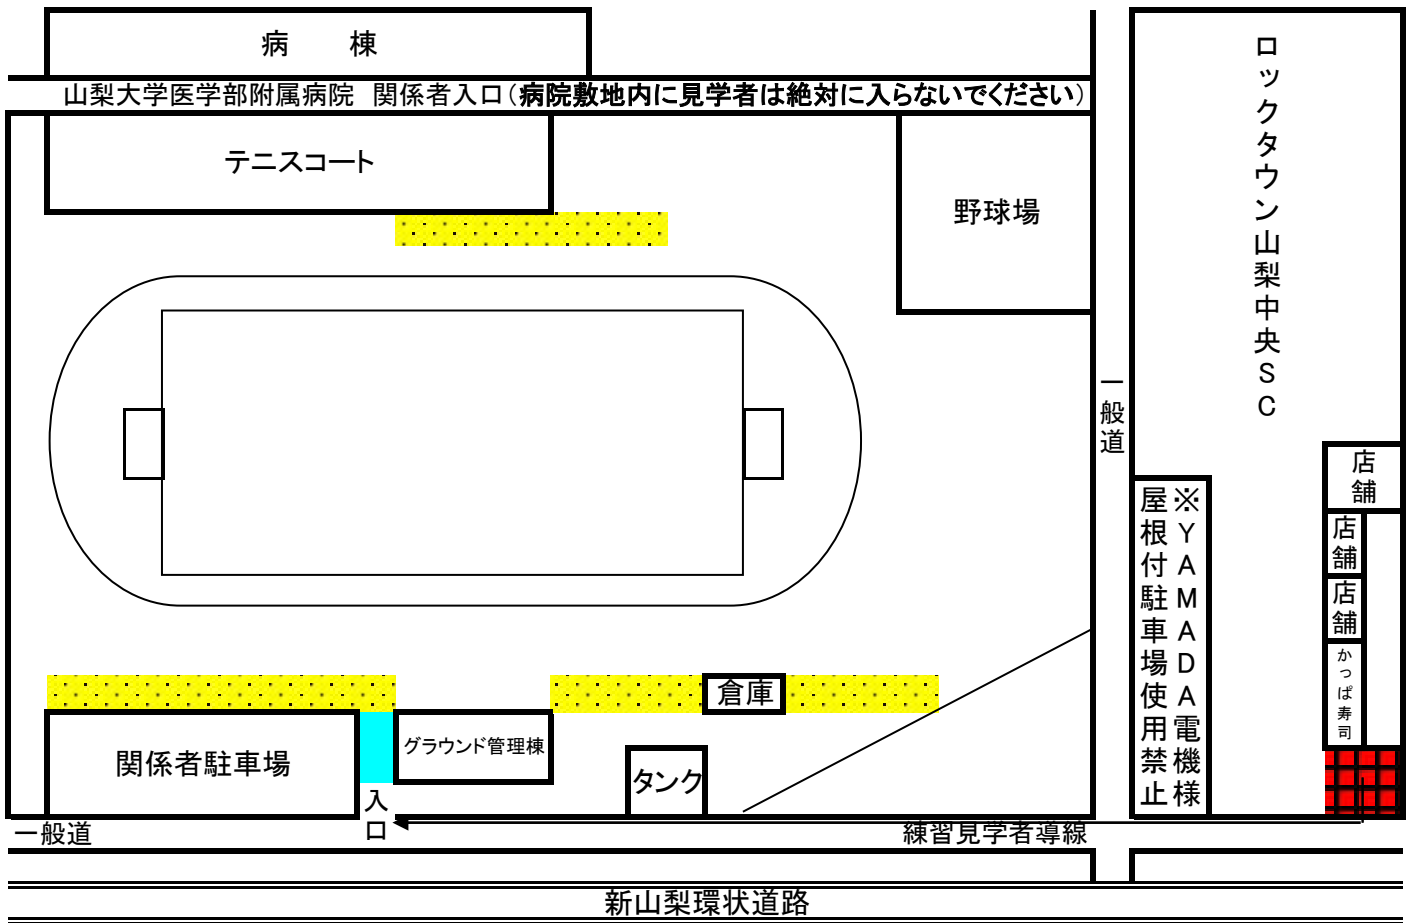 病　　棟
山梨大学医学部附属病院　関係者入口（病院敷地内に見学者は絶対に入らないでください）
テニスコート
野球場
ロックタウン山梨中央ＳＣ
一般道
店舗
店舗
店舗
かっぱ寿司
※ＹＡＭＡＤＡ電機様
屋根付駐車場使用禁止
倉庫
関係者駐車場
グラウンド管理棟
タンク
入口
一般道
練習見学者導線
新山梨環状道路